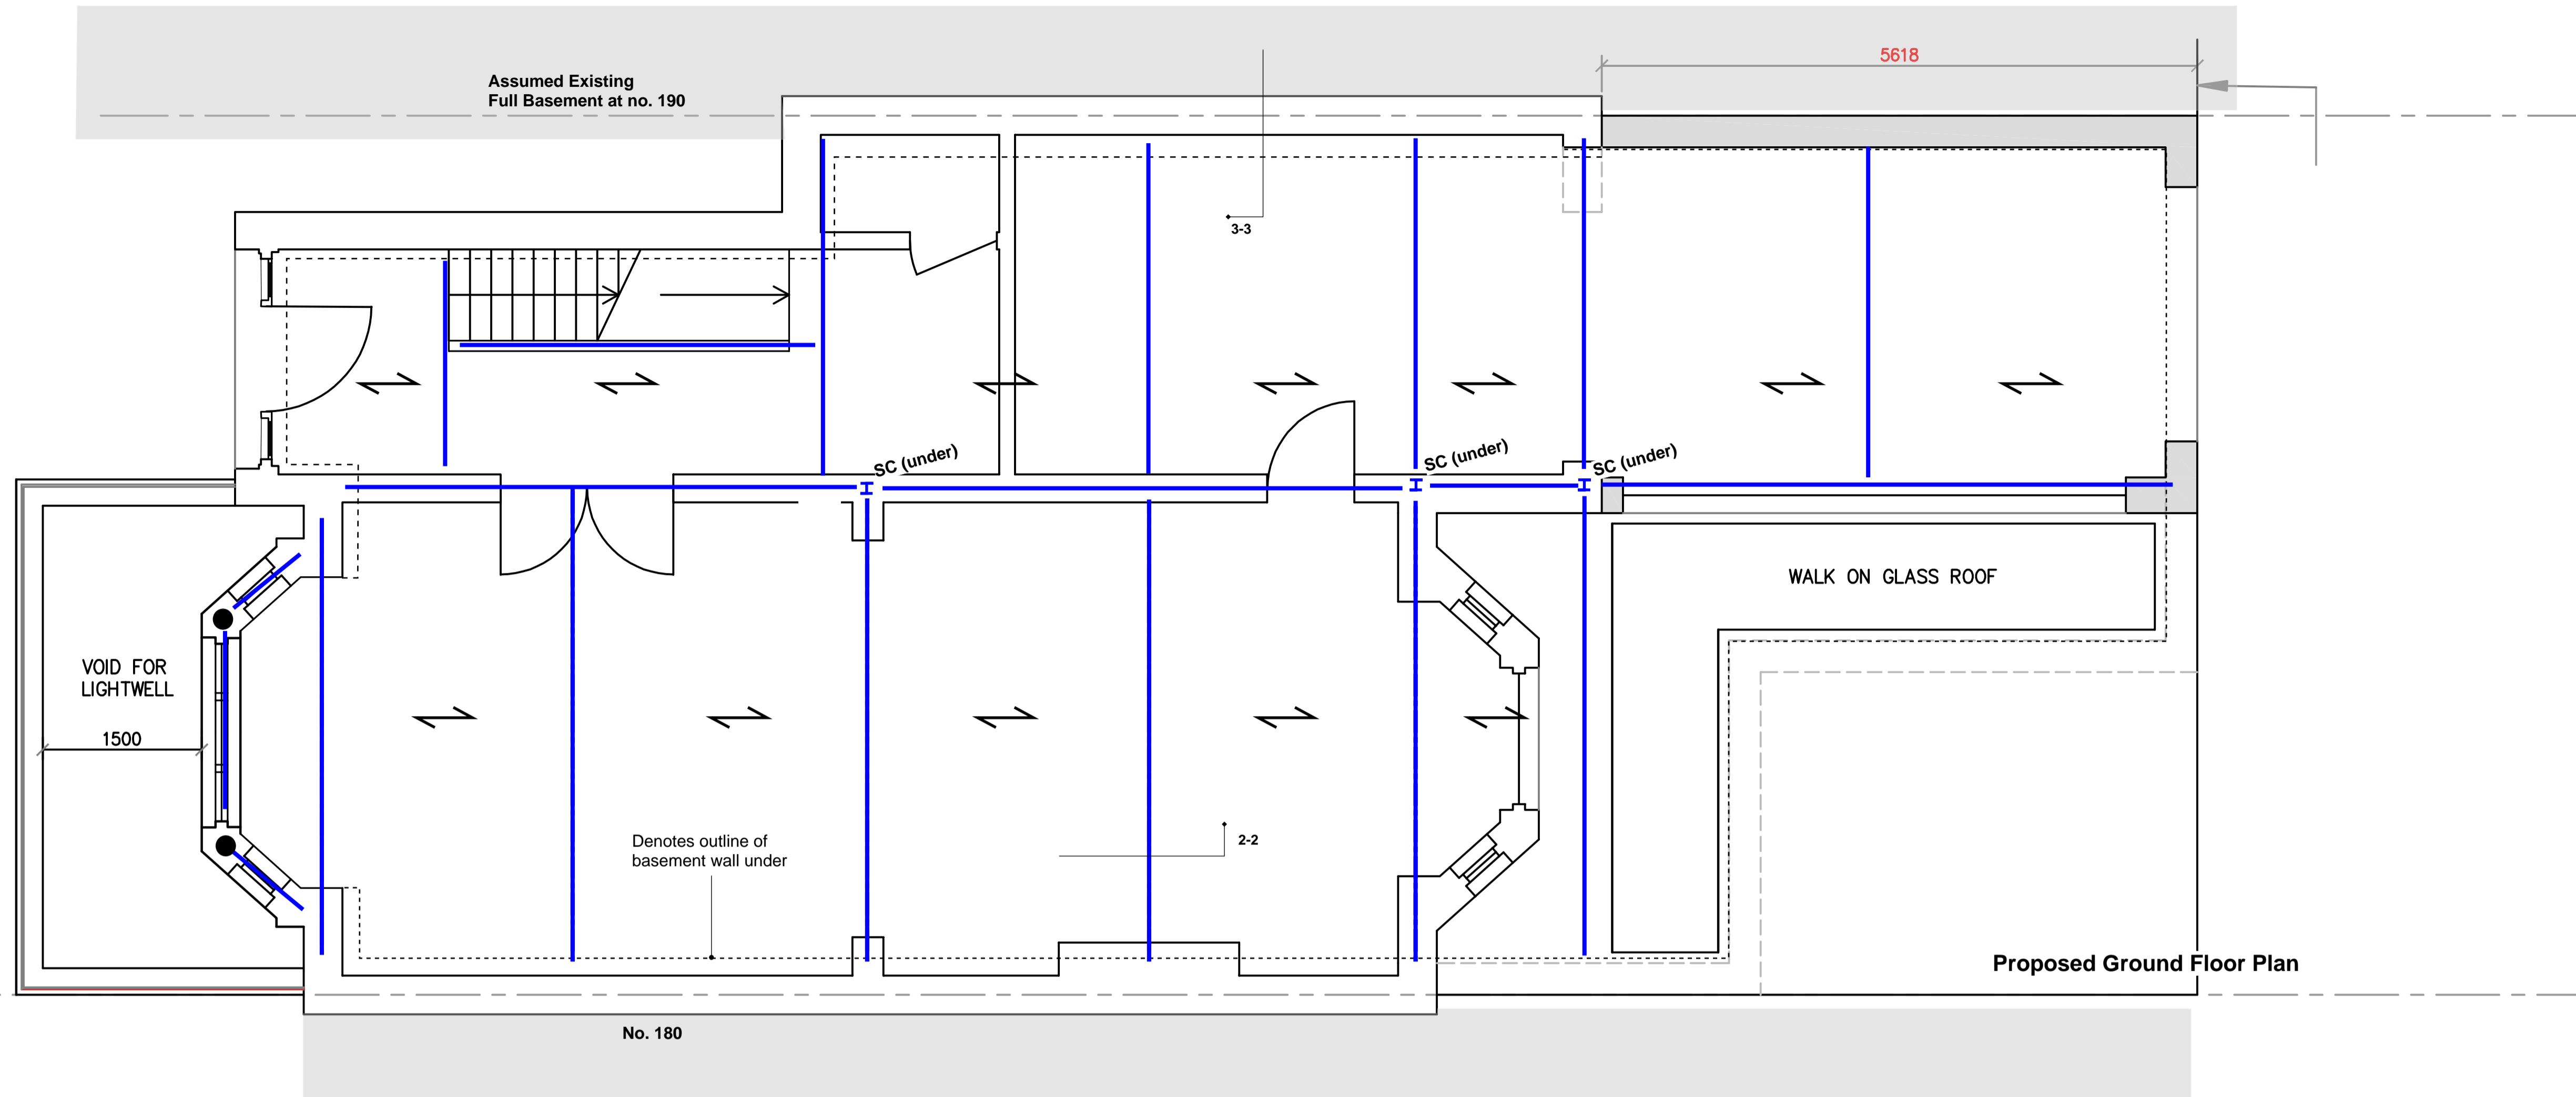 5618
Assumed Existing
Full Basement at no. 190
3-3
SC (under)
SC (under)
SC (under)
WALK ON GLASS ROOF
VOID FOR
LIGHTWELL
1500
Denotes outline of
basement wall under
2-2
Proposed Ground Floor Plan
No. 180